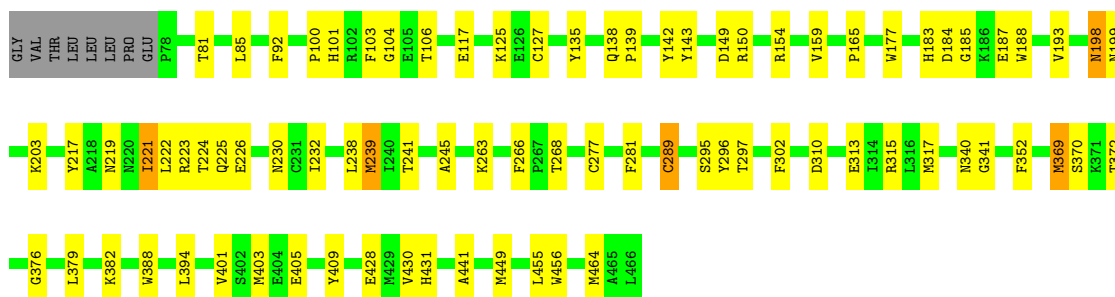 GLY VAL THR LEU LEU LEU PRO GLU P78 T81 L85 F92 P100 H101 R102 F103 G104 E105 T106 E117 K125 E126 C127 Y135 Q138 P139 Y142 Y143 D149 R150 R154 V159 P165 W177 H183 D184 G185 K186 E187 W188 V193 N198 N199
K203 Y217 A218 N219 N220 I221 L222 R223 T224 Q225 E226 N230 C231 I232 L238 M239 I240 T241 A245 K263 F266 P267 T268 C277 F281 C289 S295 Y296 T297 F302 D310 E313 I314 R315 L316 M317 N340 G341 F352 M369 S370 K371 T372
G376 L379 K382 W388 L394 V401 S402 M403 E404 E405 Y409 E428 M429 V430 H431 A441 M449 L455 W456 M464 A465 L466